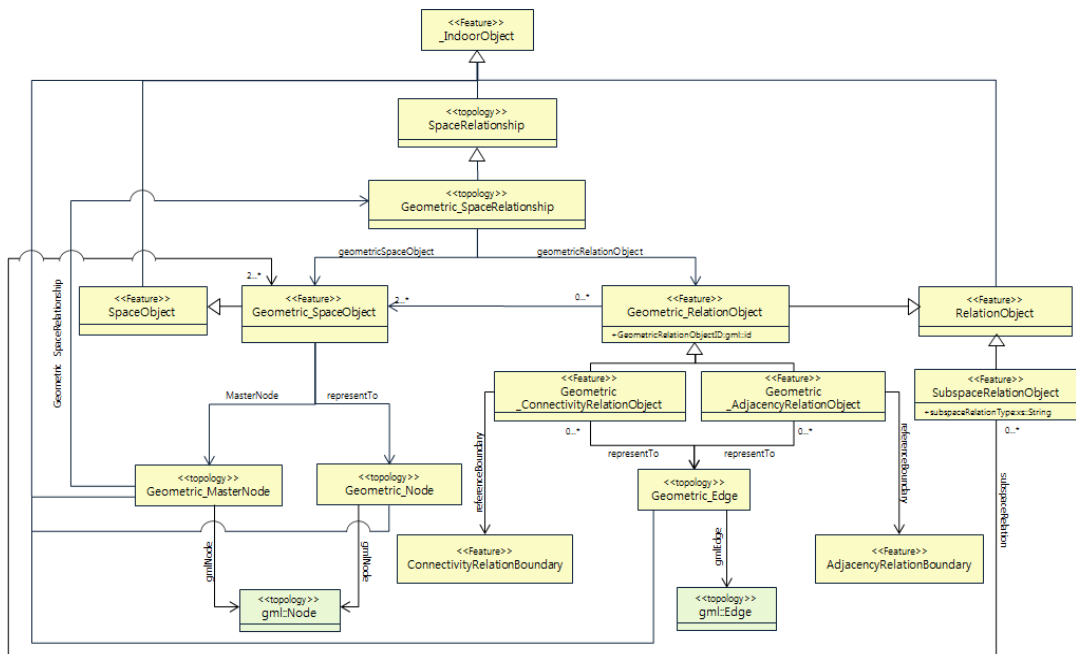 <<Feature>>
_IndoorObject
<<topology>>
SpaceRelationship
<<topology>>
Geometric_SpaceRelationship
geometricSpaceObject
geometricRelationObject
2...*
<<Feature>>
SpaceObject
<<Feature>>
Geometric_SpaceObject
2...*
0...*
<<Feature>>
Geometric_RelationObject
+GeometricRelationObjectID:gml::id
<<Feature>>
RelationObject
Geometric SpaceRelationship
<<Feature>>
Geometric
_ConnectivityRelationObject
<<Feature>>
Geometric
_AdjacencyRelationObject
<<Feature>>
SubspaceRelationObject
+subspaceRelationType:xs::String
MasterNode
representTo
0...*
0...*
0...*
referenceBoundary
representTo
representTo
referenceBoundary
subspaceRelation
<<topology>>
Geometric_MasterNode
<<topology>>
Geometric_Node
<<topology>>
Geometric_Edge
gmlNode
gmlNode
<<Feature>>
ConnectivityRelationBoundary
gmlEdge
<<Feature>>
AdjacencyRelationBoundary
<<topology>>
gml::Node
<<topology>>
gml::Edge